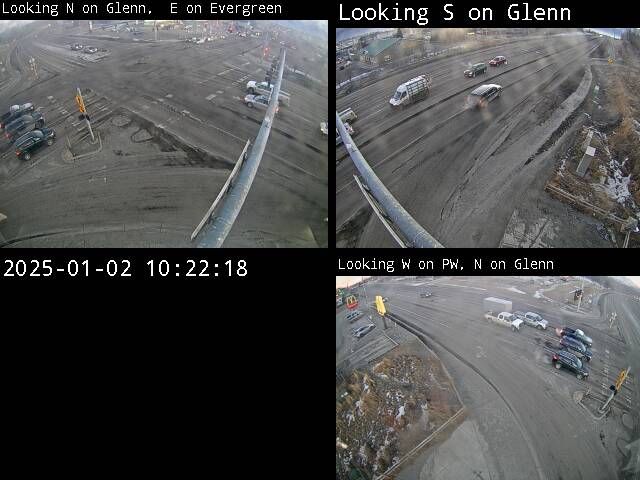 Looking N on Glenn,  E on Evergreen
Looking S on Glenn
2025-01-02 10:22:18
Looking W on PW, N on Glenn